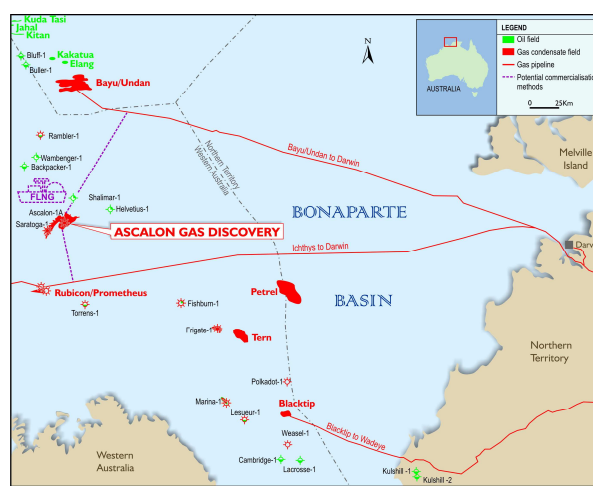 Kuda Tasi
Jahal
Kitan
Bluff-1
Kakatua
Elang
Buller-1
Bayu/Undan
N
LEGEND
Oil field
Gas condensate field
Gas pipeline
Potential commercialisatio
methods
0 25Km
AUSTRALIA
Rambler-1
Northern Territory
Western Australia
Bayu/Undan to Darwin
Melville
Island
Wambenger-1
Backpacker-1
FLNG
Shalimar-1
Helvetius-1
Ascalon-1A
Saratoga-1
ASCALON GAS DISCOVERY
BONAPARTE
Ichthys to Darwin
Darw
Rubicon/Prometheus
Torrens-1
Fishburn-1
Petrel
BASIN
Frigate-1
Tern
Northern
Territory
Polkadot-1
Marina-1
Lesueur-1
Blacktip
Blacktip to Wadeye
Weasel-1
Western
Australia
Cambridge-1
Lacrosse-1
Kulshill -1
Kulshill -2